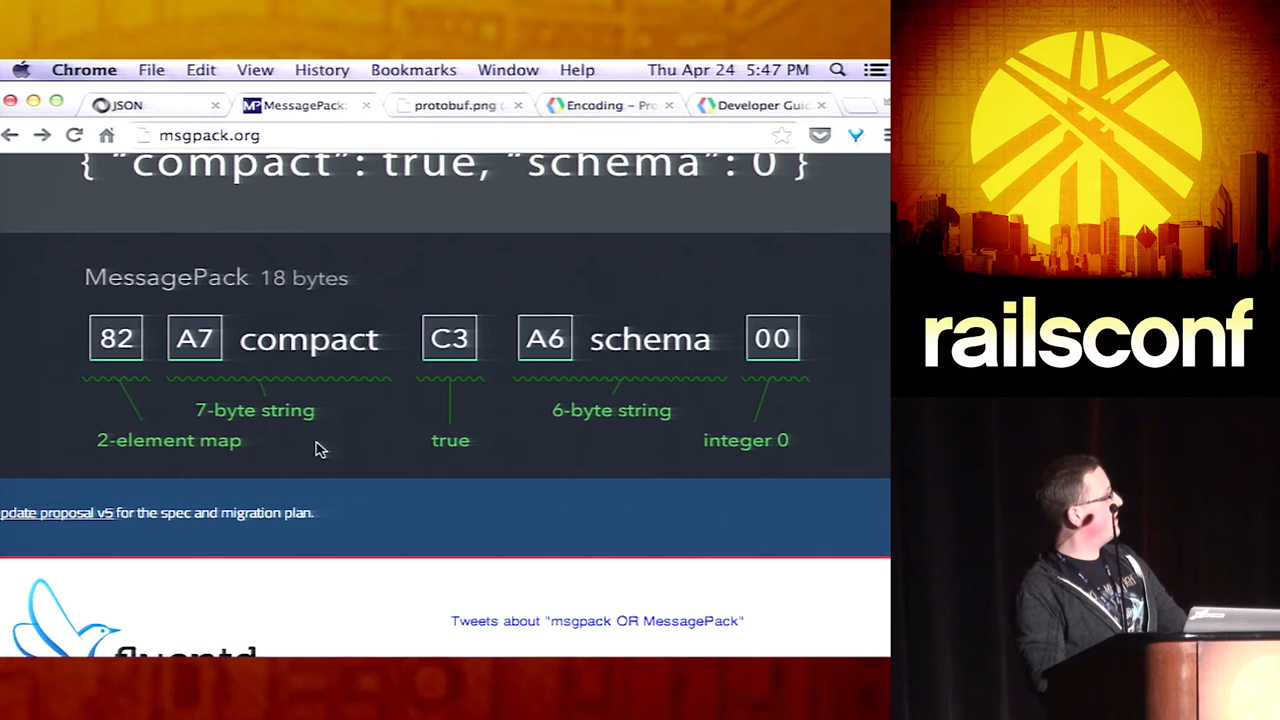 Chrome File Edit View History Bookmarks Window Help Thu Apr 24 5:47 PM
JSON MessagePack: protobuf.png Encoding – Pro Developer Guid
msgpack.org
{ "compact": true, "schema": 0 }
MessagePack 18 bytes
82 A7 compact C3 A6 schema 00
7-byte string 6-byte string
2-element map true integer 0
pdate proposal v5 for the spec and migration plan.
Tweets about "msgpack OR MessagePack"
fluentd
railsconf